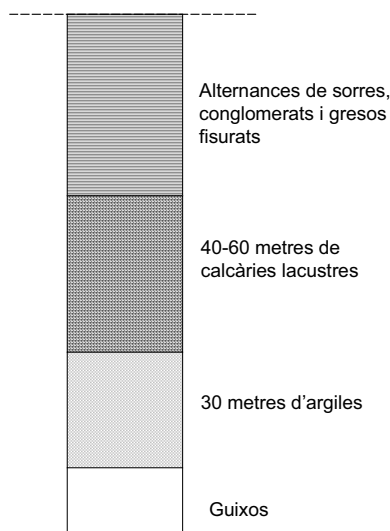 Alternances de sorres,
conglomerats i gresos
fisurats
40-60 metres de
calcàries lacustres
30 metres d’argiles
Guixos